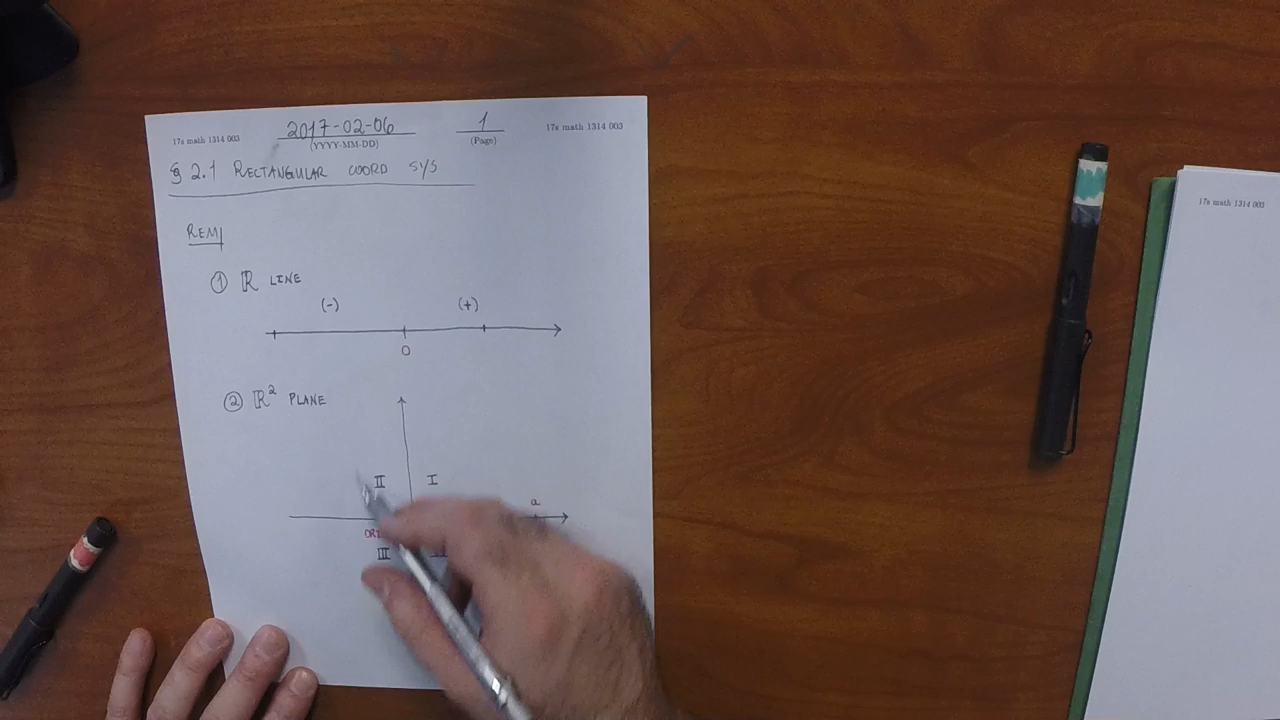 17s math 1314 003 2017-02-06 1 17s math 1314 003
(YYYY-MM-DD) (Page)
§ 2.1 RECTANGULAR COORD SYS
REM
① ℝ LINE
(-) (+)
0
② ℝ² PLANE
II I
a
III
17s math 1314 003